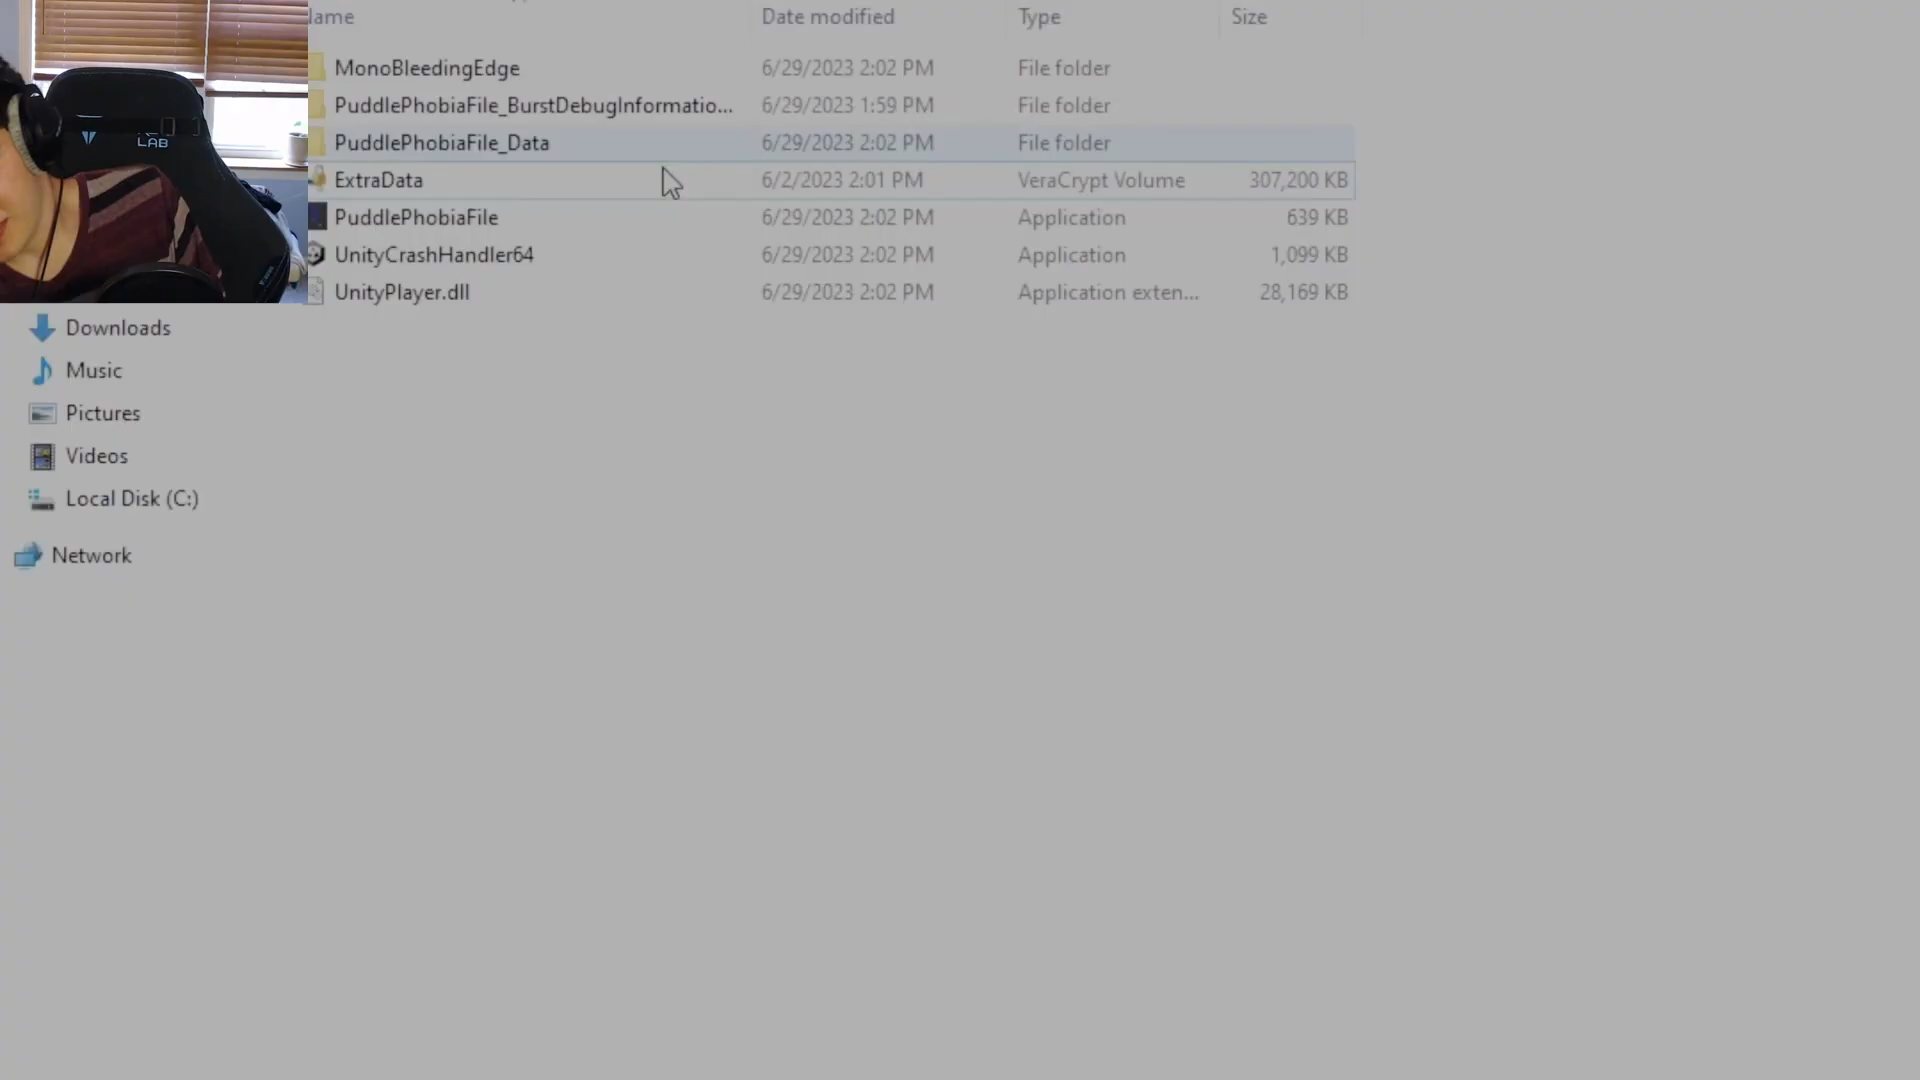 Name Date modified Type Size
MonoBleedingEdge 6/29/2023 2:02 PM File folder
PuddlePhobiaFile_BurstDebugInformatio... 6/29/2023 1:59 PM File folder
PuddlePhobiaFile_Data 6/29/2023 2:02 PM File folder
ExtraData 6/2/2023 2:01 PM VeraCrypt Volume 307,200 KB
PuddlePhobiaFile 6/29/2023 2:02 PM Application 639 KB
UnityCrashHandler64 6/29/2023 2:02 PM Application 1,099 KB
UnityPlayer.dll 6/29/2023 2:02 PM Application exten... 28,169 KB
LAB
Downloads
Music
Pictures
Videos
Local Disk (C:)
Network